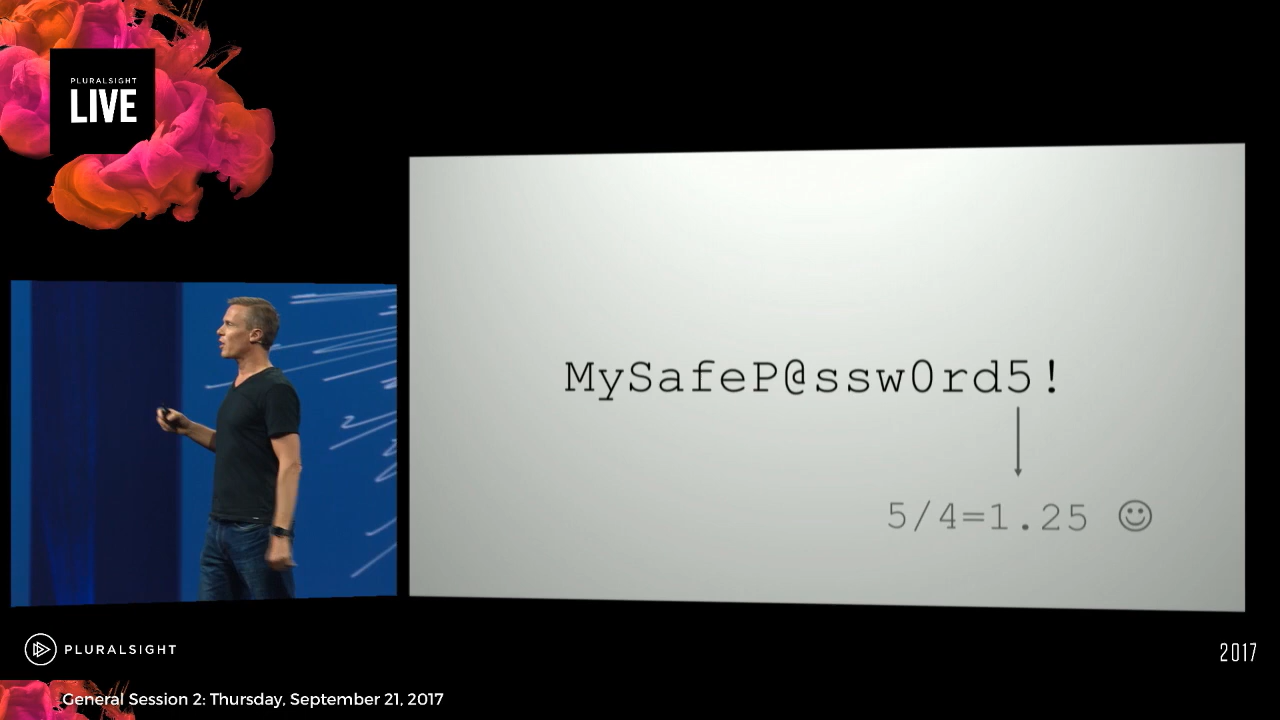 PLURALSIGHT
LIVE
MySafeP@ssw0rd5!
5/4=1.25 ☺
PLURALSIGHT
2017
General Session 2: Thursday, September 21, 2017